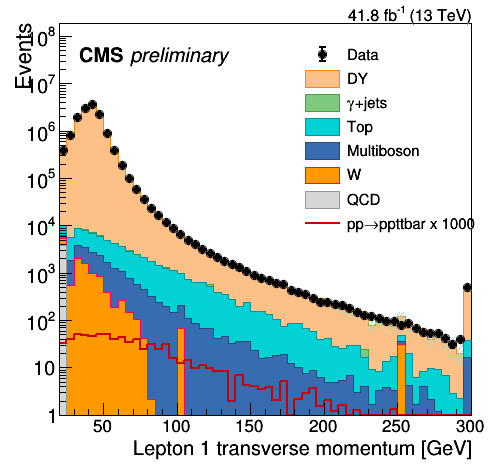 41.8 fb⁻¹ (13 TeV)
Events
CMS preliminary
Data
DY
γ+jets
Top
Multiboson
W
QCD
pp→ppttbar x 1000
10⁸
10⁷
10⁶
10⁵
10⁴
10³
10²
10
1
50 100 150 200 250 300
Lepton 1 transverse momentum [GeV]